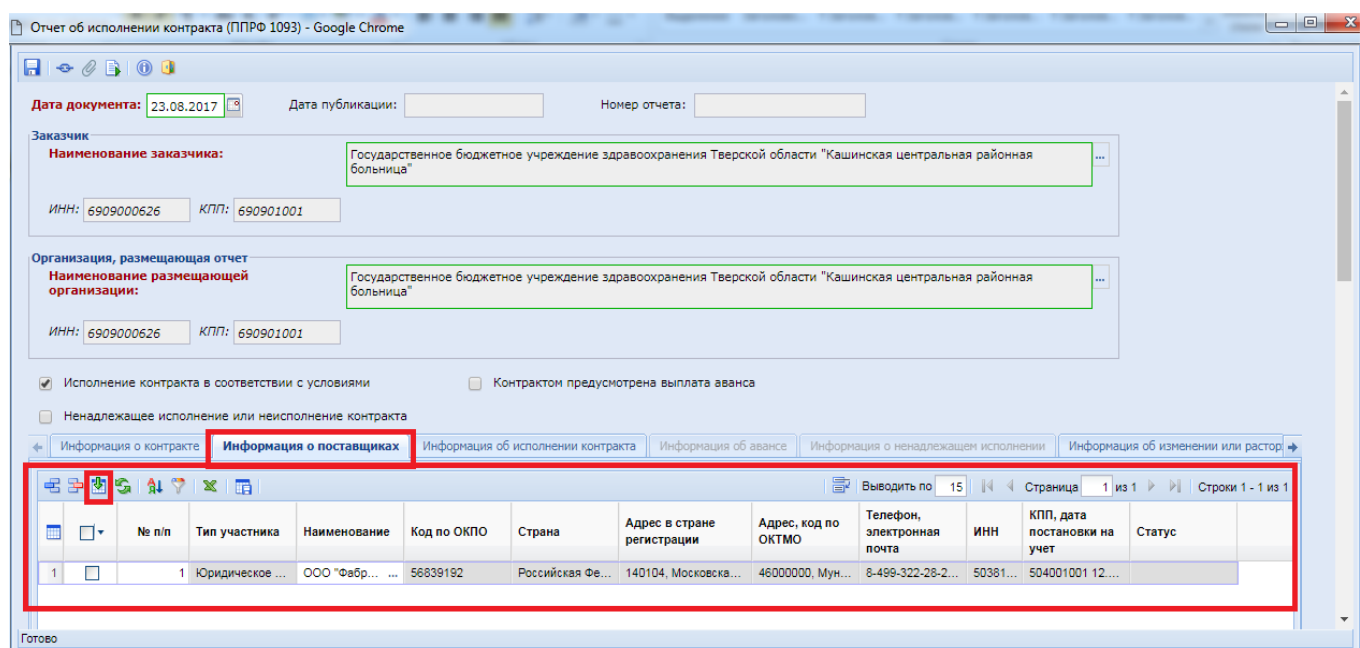 Отчет об исполнении контракта (ППРФ 1093) - Google Chrome
Дата документа: 23.08.2017 Дата публикации: Номер отчета:
Заказчик
Наименование заказчика: Государственное бюджетное учреждение здравоохранения Тверской области "Кашинская центральная районная ...
больница"
ИНН: 6909000626 КПП: 690901001
Организация, размещающая отчет
Наименование размещающей Государственное бюджетное учреждение здравоохранения Тверской области "Кашинская центральная районная ...
организации: больница"
ИНН: 6909000626 КПП: 690901001
Исполнение контракта в соответствии с условиями Контрактом предусмотрена выплата аванса
Ненадлежащее исполнение или неисполнение контракта
Информация о контракте Информация о поставщиках Информация об исполнении контракта Информация об авансе Информация о ненадлежащем исполнении Информация об изменении или растор
Выводить по 15 Страница 1 из 1 Строки 1 - 1 из 1
№ п/п Тип участника Наименование Код по ОКПО Страна Адрес в стране регистрации Адрес, код по ОКТМО Телефон, электронная почта ИНН КПП, дата постановки на учет Статус
1 1 Юридическое ... ООО "Фабр... ... 56839192 Российская Фе... 140104, Московска... 46000000, Мун... 8-499-322-28-2... 50381... 504001001 12....
Готово